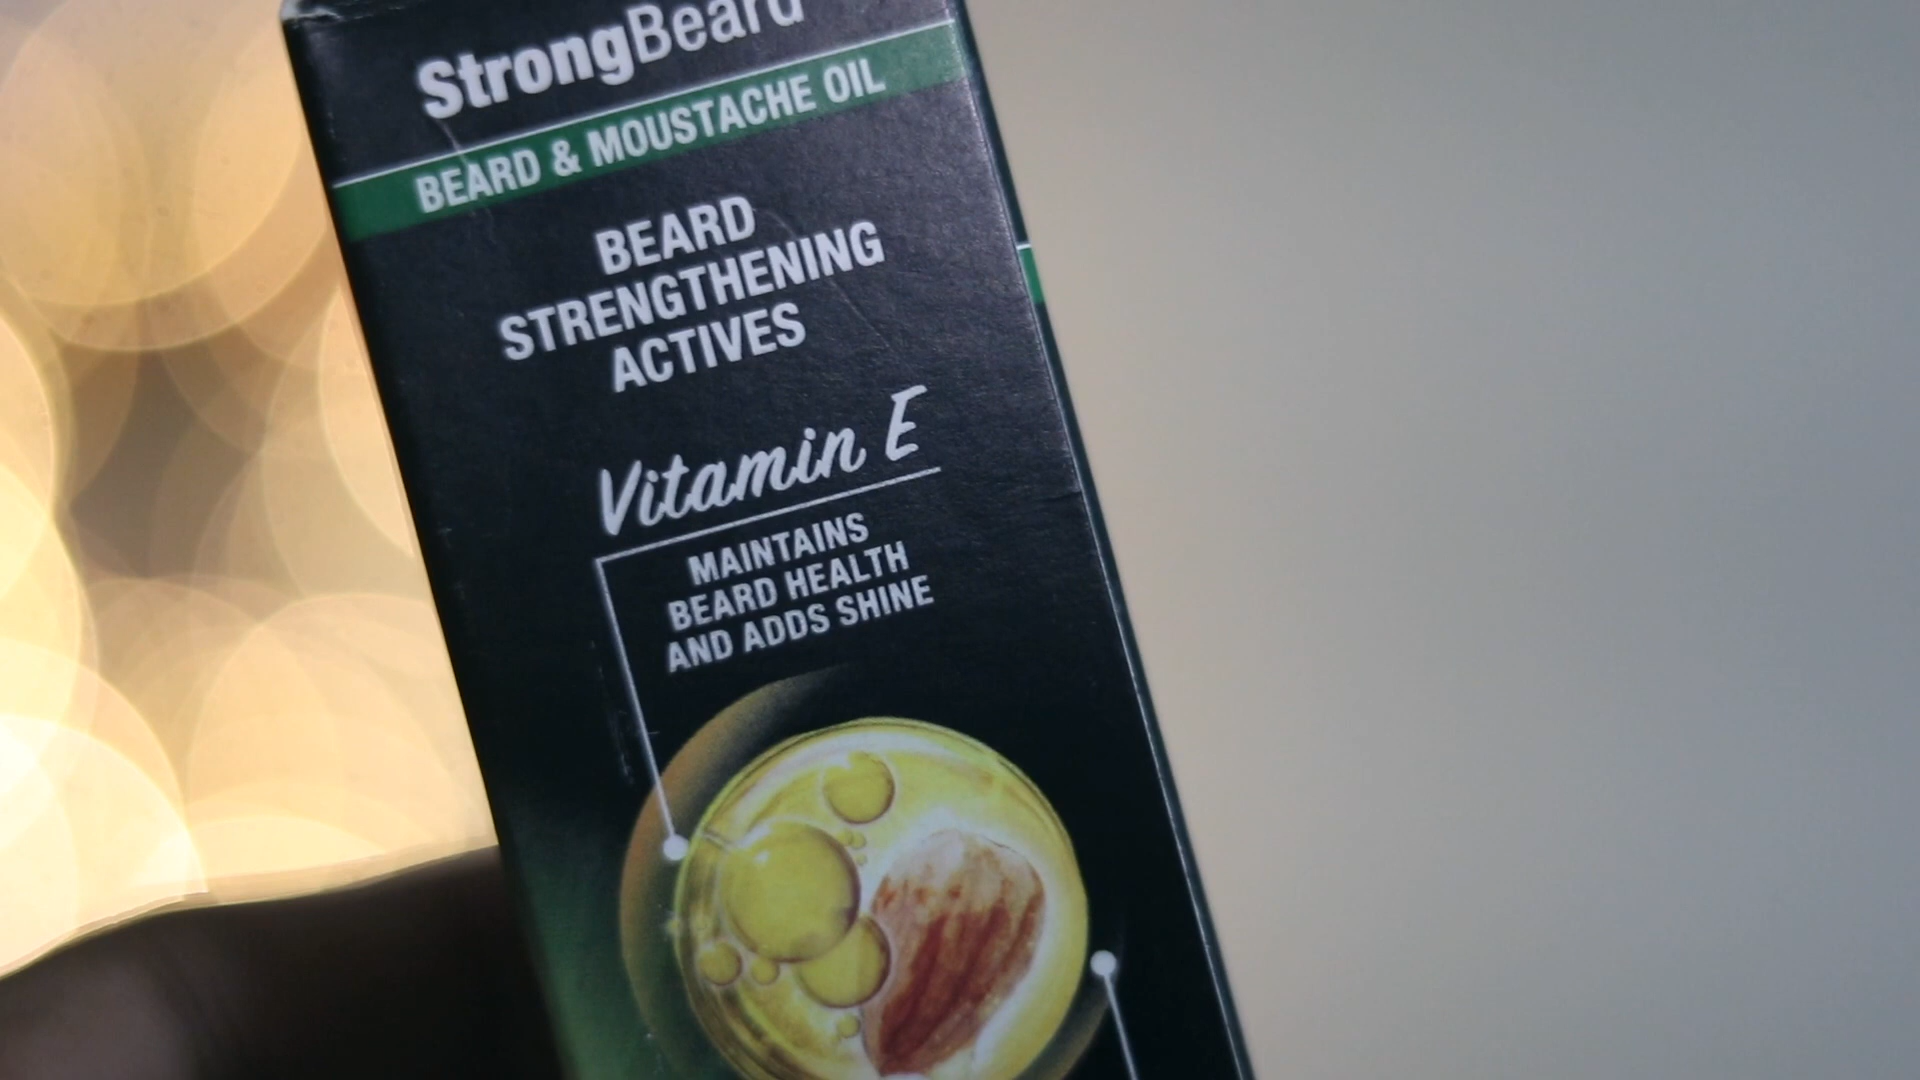 StrongBeard
BEARD & MOUSTACHE OIL
BEARD
STRENGTHENING
ACTIVES
Vitamin E
MAINTAINS
BEARD HEALTH
AND ADDS SHINE